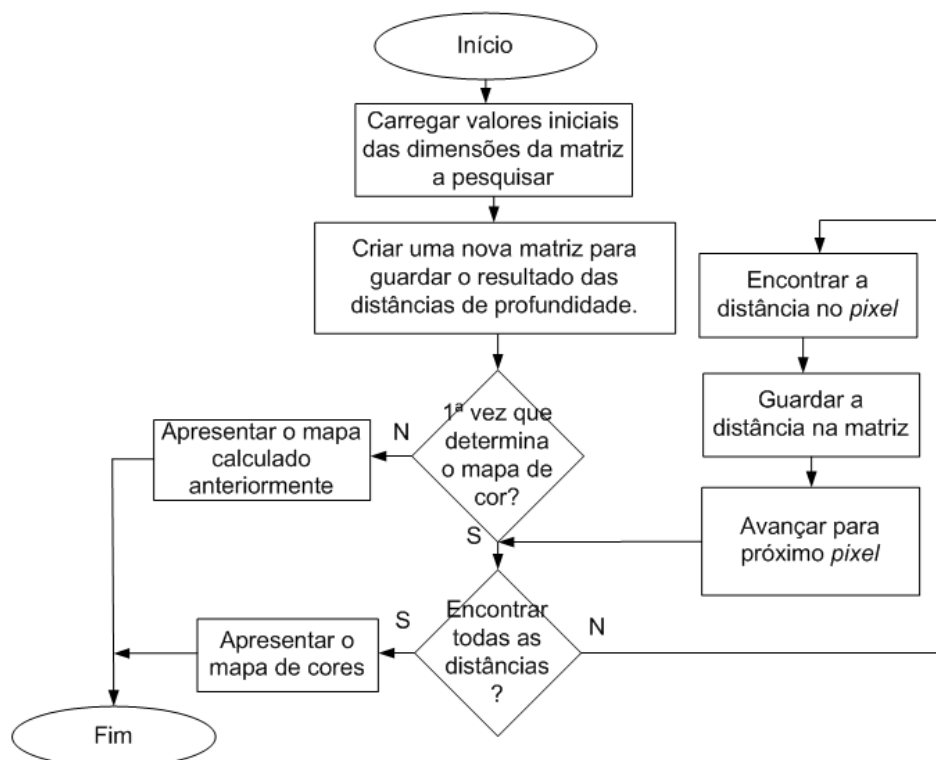 Início
Carregar valores iniciais
das dimensões da matriz
a pesquisar
Criar uma nova matriz para
guardar o resultado das
distâncias de profundidade.
1ª vez que
determina
o mapa de
cor?
N
Apresentar o mapa
calculado
anteriormente
S
Encontrar
todas as
distâncias
?
S
Apresentar o
mapa de cores
N
Encontrar a
distância no pixel
Guardar a
distância na matriz
Avançar para
próximo pixel
Fim